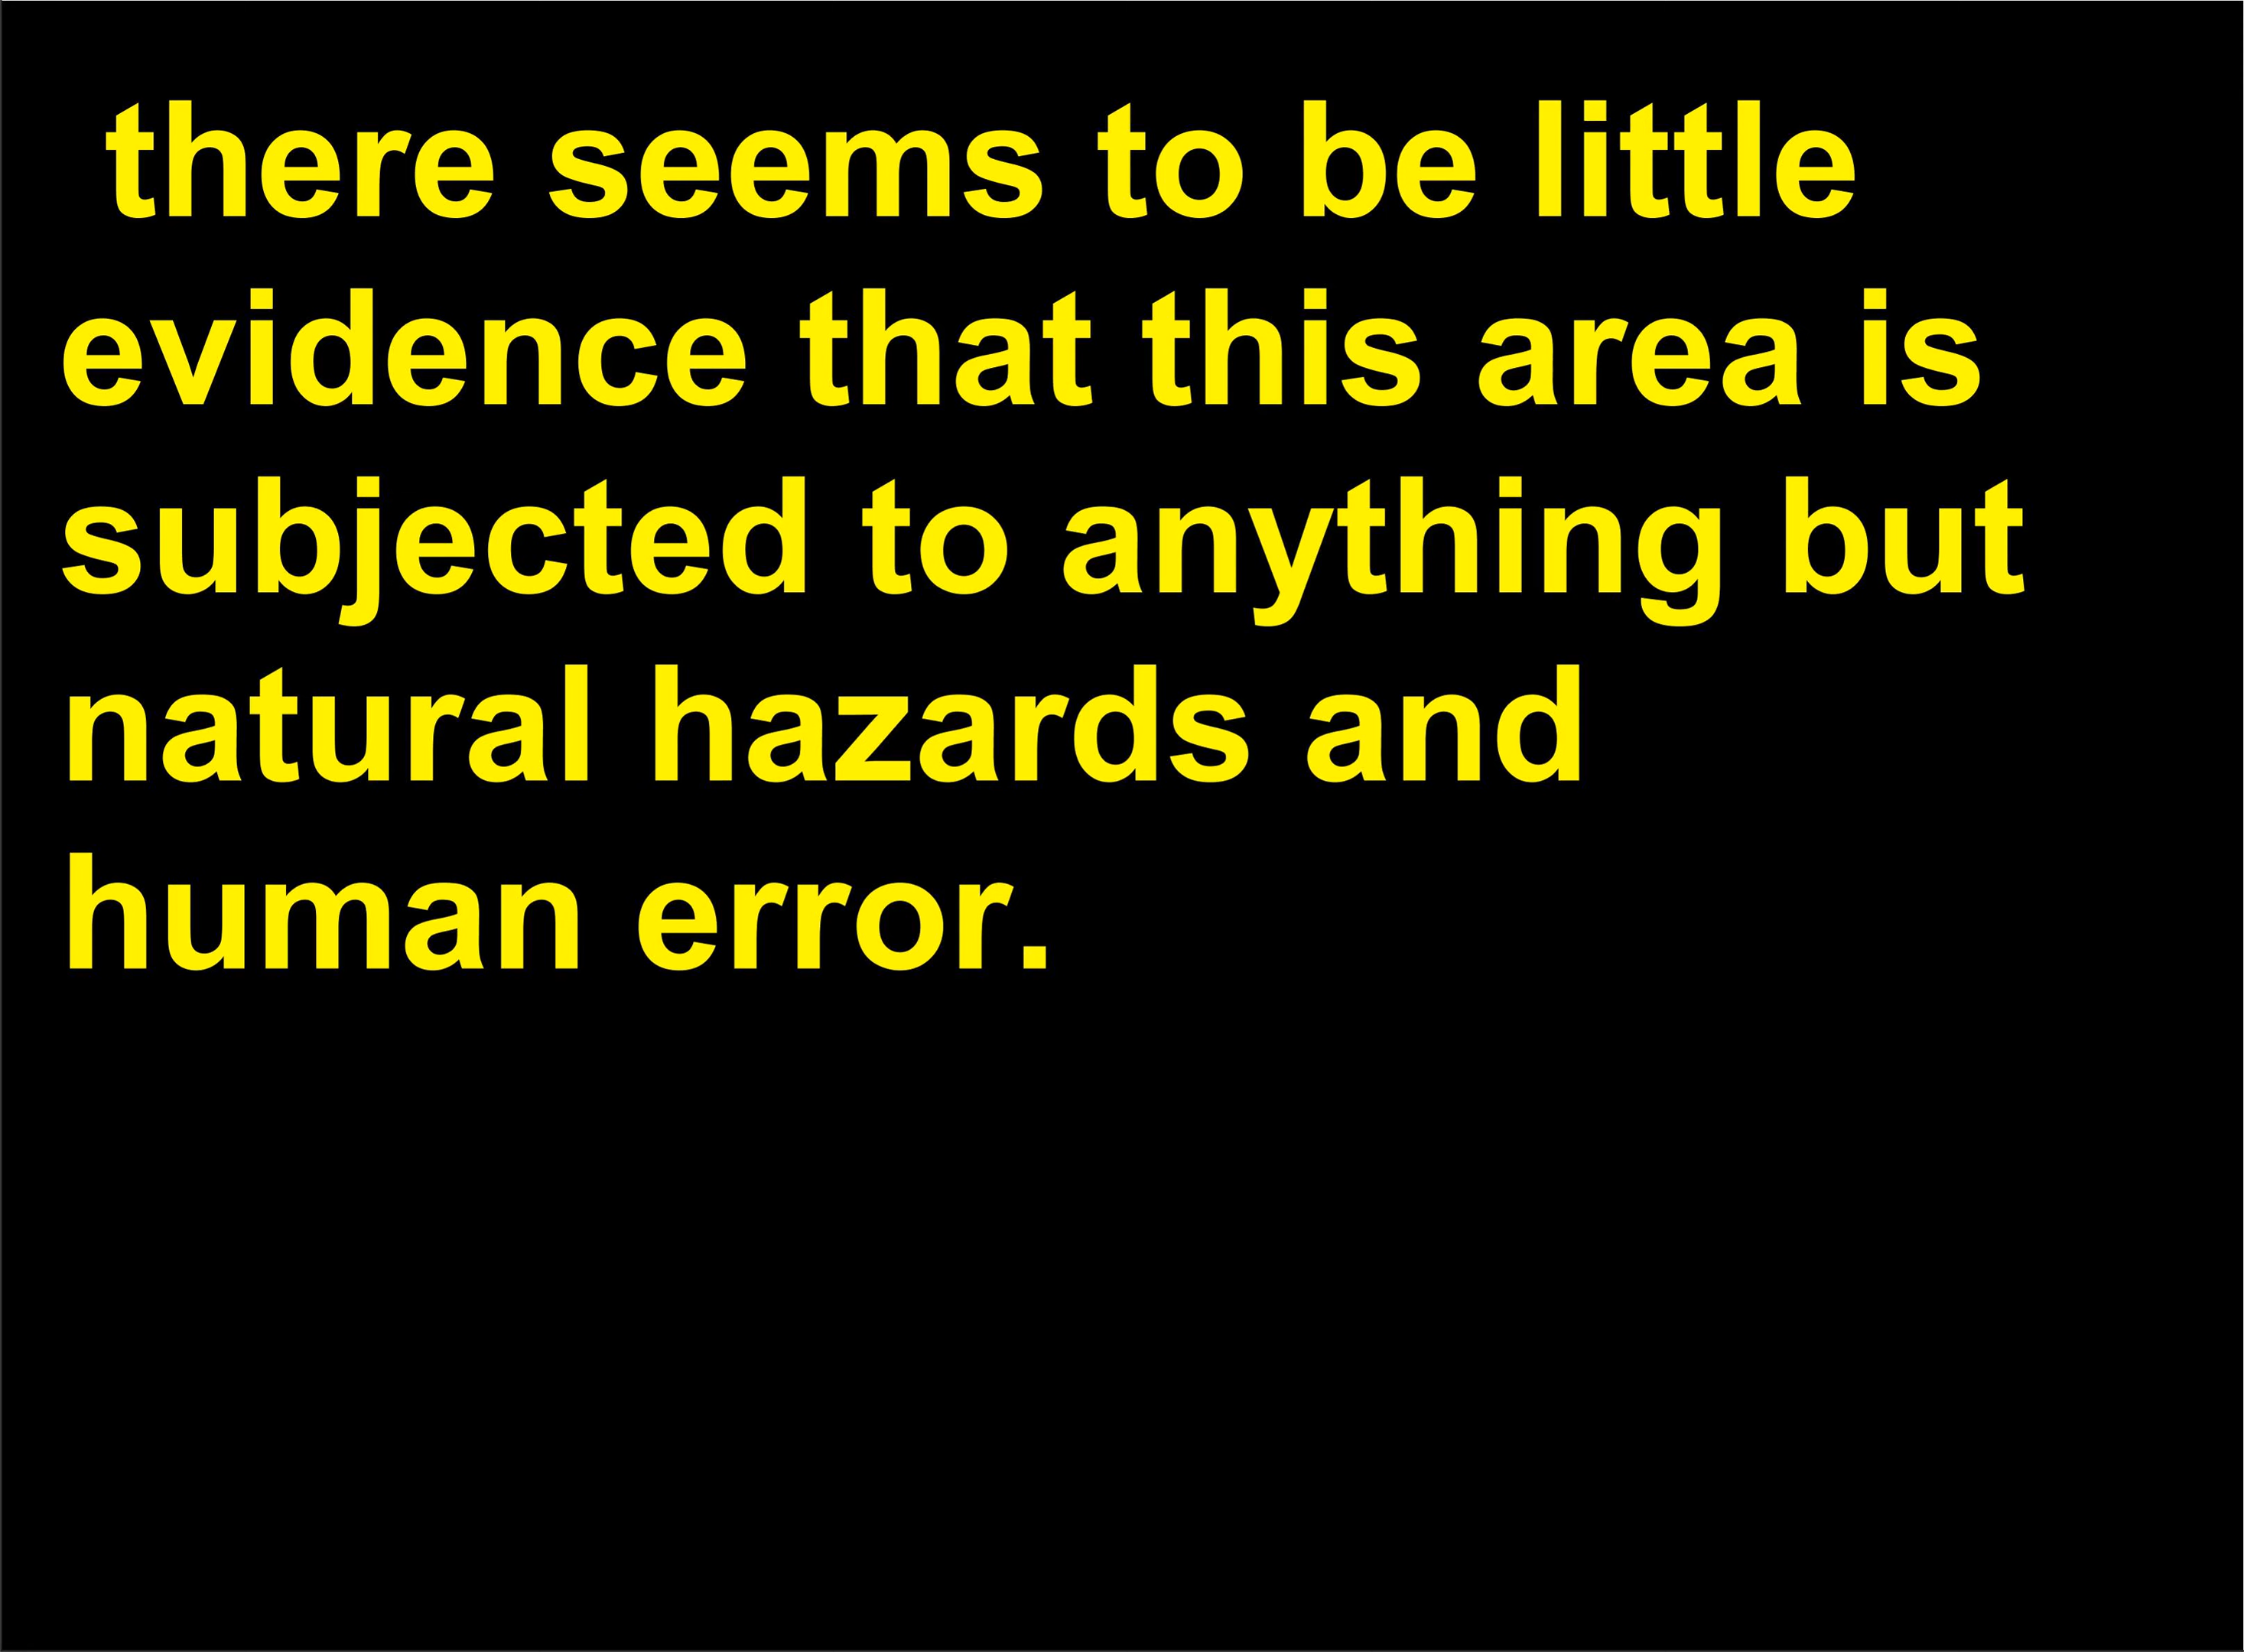 there seems to be little
evidence that this area is
subjected to anything but
natural hazards and
human error.